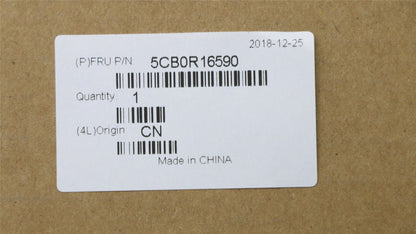 2018-12-25
(P)FRU P/N: 5CB0R16590
Quantity 1
(4L)Origin CN
Made in CHINA